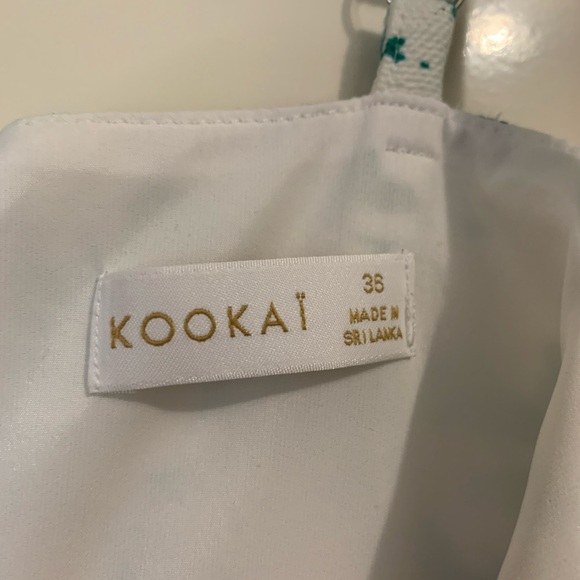 KOOKAÏ
36
MADE IN
SRI LANKA